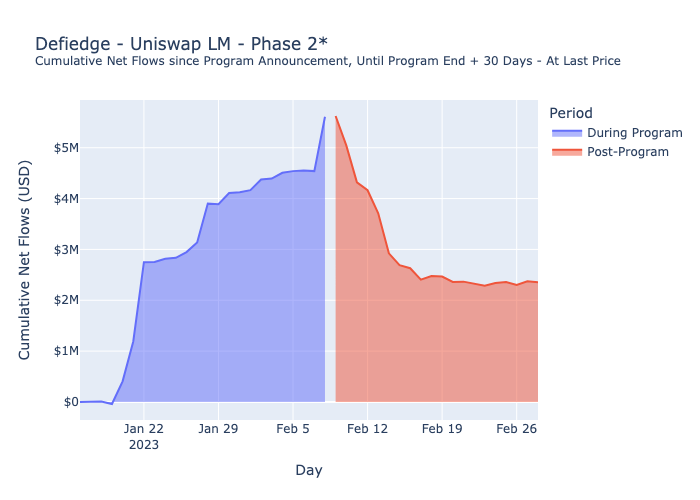 Defiedge - Uniswap LM - Phase 2*
Cumulative Net Flows since Program Announcement, Until Program End + 30 Days - At Last Price
Period
During Program
Post-Program
Cumulative Net Flows (USD)
$5M
$4M
$3M
$2M
$1M
$0
Jan 22
2023
Jan 29
Feb 5
Feb 12
Feb 19
Feb 26
Day